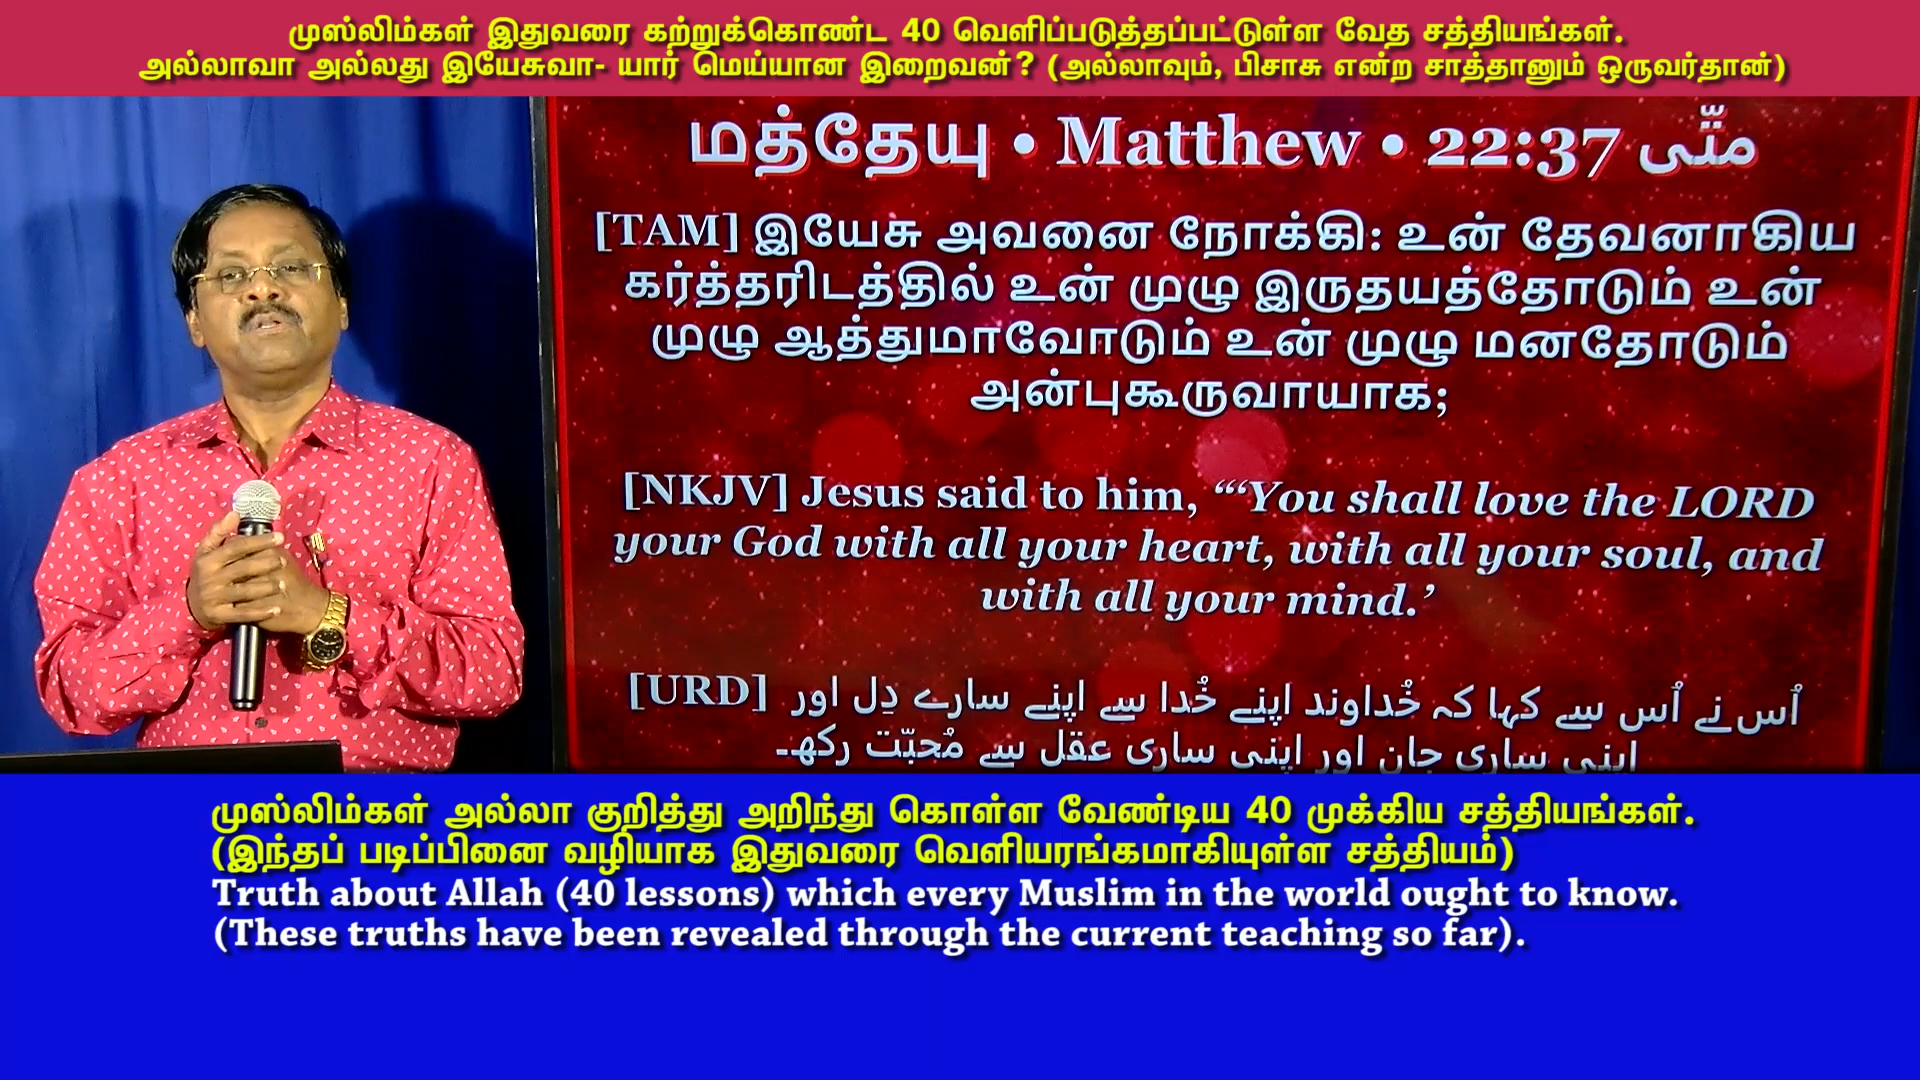 முஸ்லிம்கள் இதுவரை கற்றுக்கொண்ட 40 வெளிப்படுத்தப்பட்டுள்ள வேத சத்தியங்கள்.
அல்லாவா அல்லது இயேசுவா- யார் மெய்யான இறைவன்? (அல்லாவும், பிசாசு என்ற சாத்தானும் ஒருவர்தான்)
மத்தேயு • Matthew • 22:37 متّی
[TAM] இயேசு அவனை நோக்கி: உன் தேவனாகிய
கர்த்தரிடத்தில் உன் முழு இருதயத்தோடும் உன்
முழு ஆத்துமாவோடும் உன் முழு மனதோடும்
அன்புகூருவாயாக;
[NKJV] Jesus said to him, “‘You shall love the LORD
your God with all your heart, with all your soul, and
with all your mind.’
[URD] اُس نے اُس سے کہا کہ خُداوند اپنے خُدا سے اپنے سارے دِل اور
اپنی ساری جان اور اپنی ساری عقل سے مُحبّت رکھ۔
முஸ்லிம்கள் அல்லா குறித்து அறிந்து கொள்ள வேண்டிய 40 முக்கிய சத்தியங்கள்.
(இந்தப் படிப்பினை வழியாக இதுவரை வெளியரங்கமாகியுள்ள சத்தியம்)
Truth about Allah (40 lessons) which every Muslim in the world ought to know.
(These truths have been revealed through the current teaching so far).